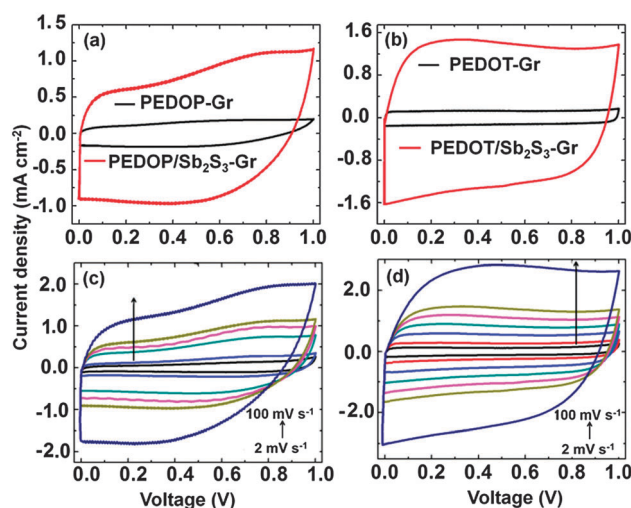 Current density (mA cm⁻²)
(a)
1.5
1.0
0.5
0.0
-0.5
-1.0
PEDOP-Gr
PEDOP/Sb₂S₃-Gr
0.0 0.2 0.4 0.6 0.8 1.0
(b)
1.6
0.8
0.0
-0.8
-1.6
PEDOT-Gr
PEDOT/Sb₂S₃-Gr
0.0 0.2 0.4 0.6 0.8 1.0
(c)
2.0
1.0
0.0
-1.0
-2.0
100 mV s⁻¹
2 mV s⁻¹
0.0 0.2 0.4 0.6 0.8 1.0
Voltage (V)
(d)
2.0
0.0
-2.0
100 mV s⁻¹
2 mV s⁻¹
0.0 0.2 0.4 0.6 0.8 1.0
Voltage (V)